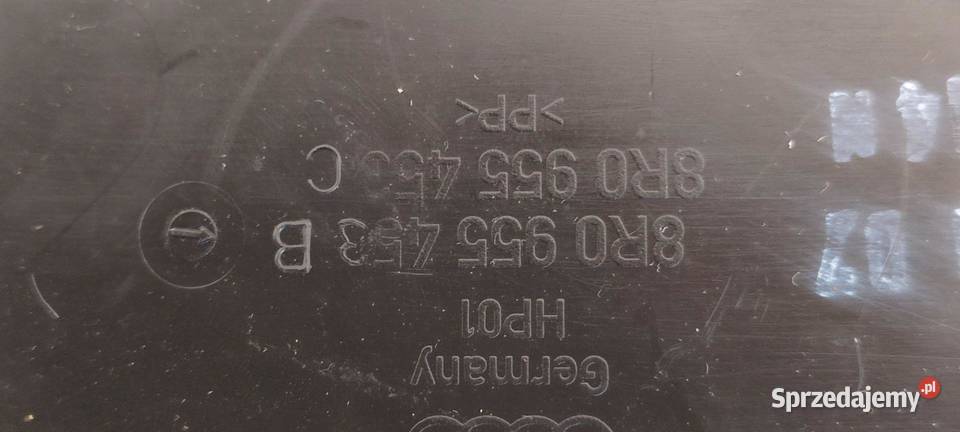 Germany
HP01
8R0 955 453 B
8R0 955 453 C
>PP<
Sprzedajemy.pl